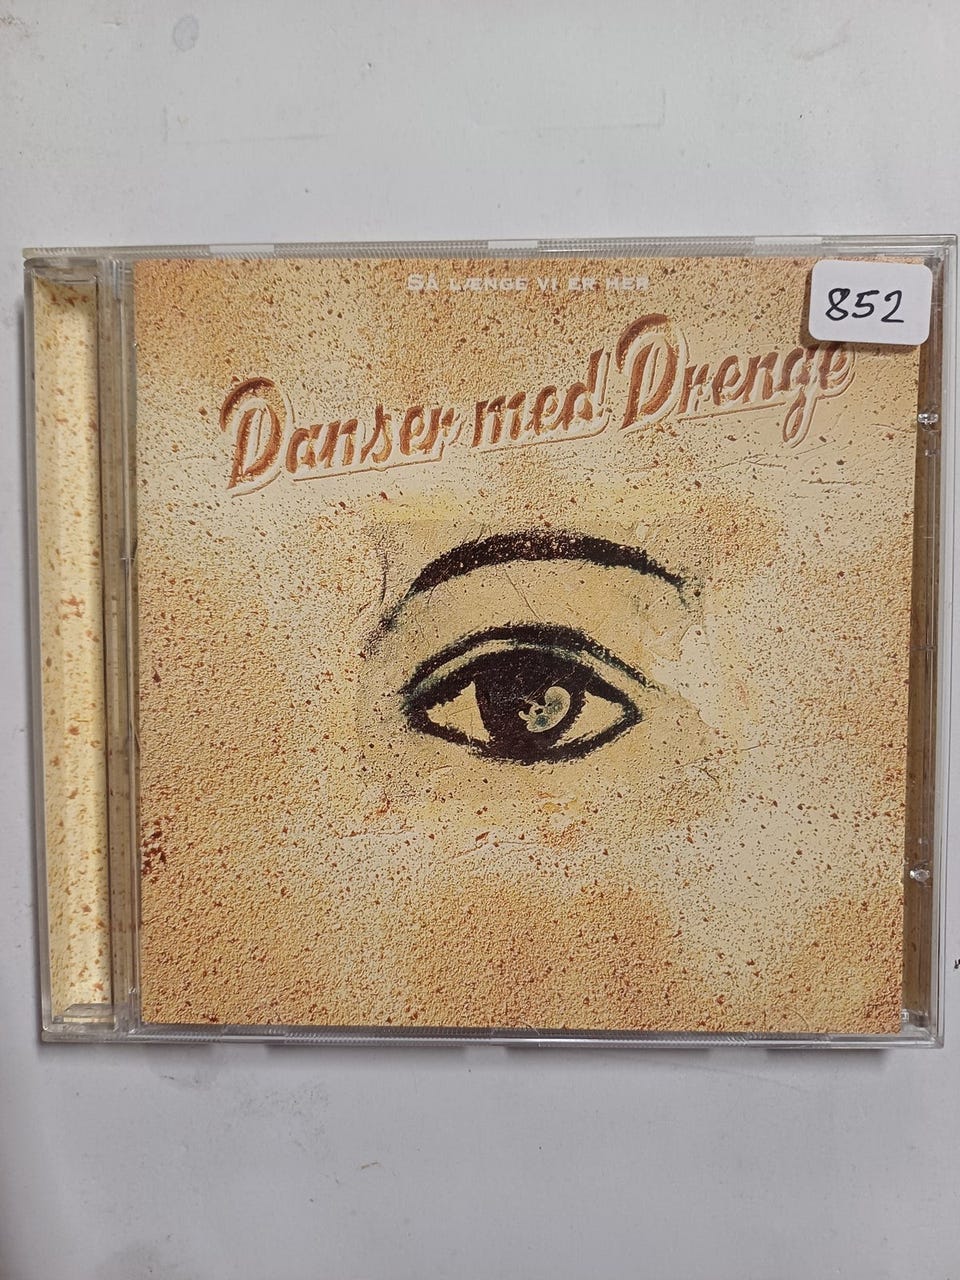 Så længe vi er her
852
Danser med Drenge